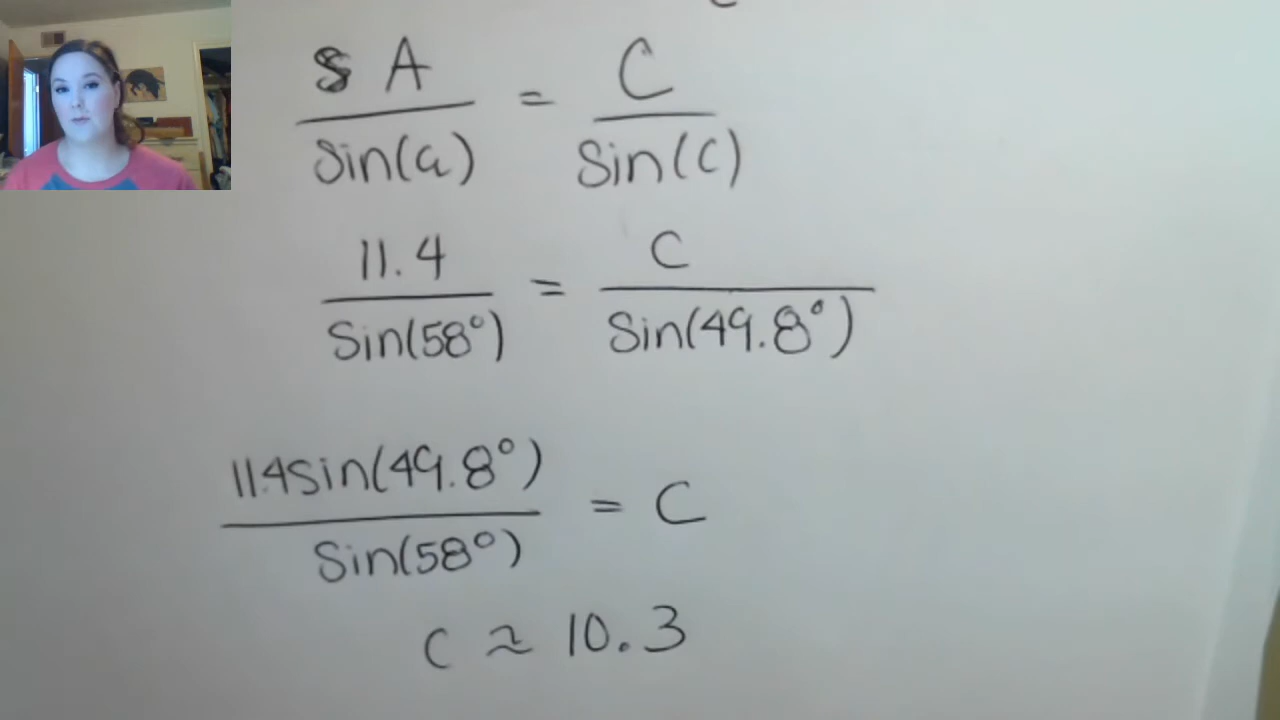 A / sin(a) = C / sin(c)
11.4 / sin(58°) = C / sin(49.8°)
11.4sin(49.8°) / sin(58°) = C
C ≈ 10.3